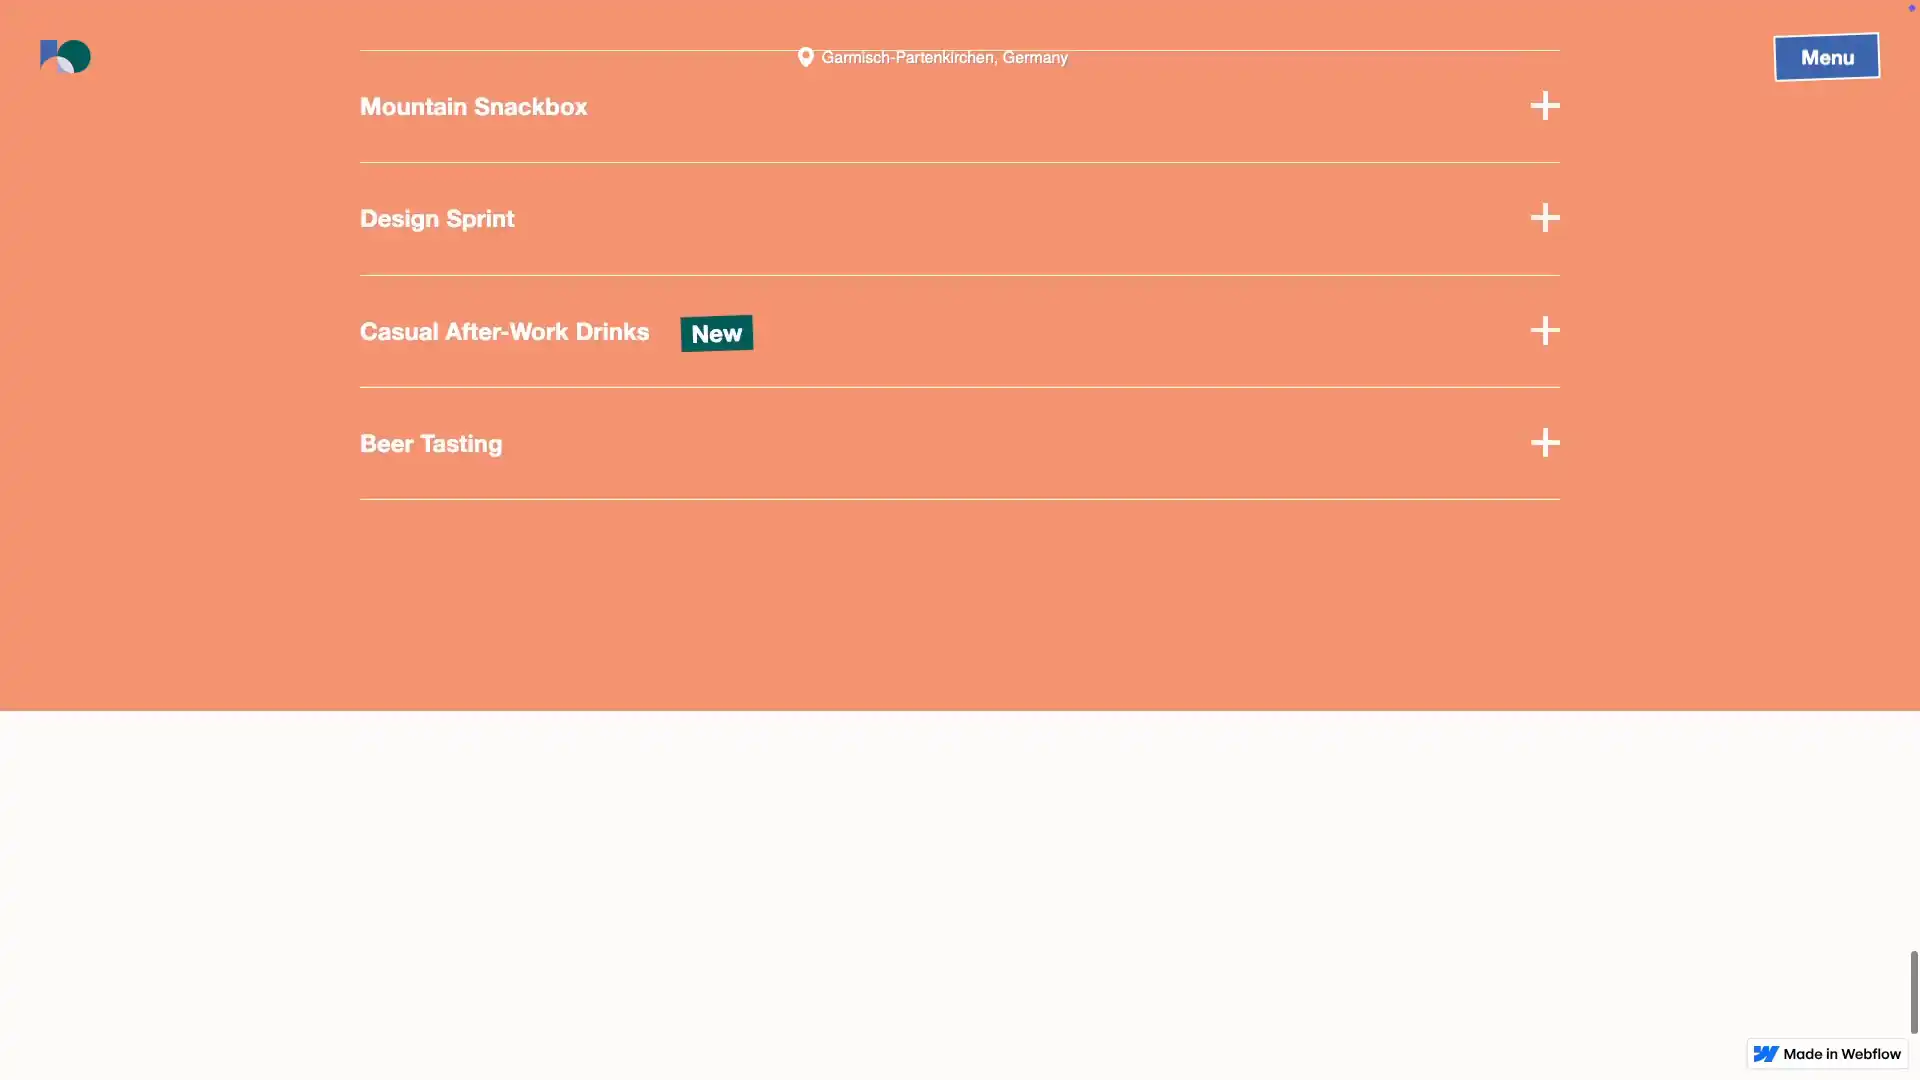 Garmisch-Partenkirchen, Germany
Menu
Mountain Snackbox
Design Sprint
Casual After-Work Drinks New
Beer Tasting
Made in Webflow